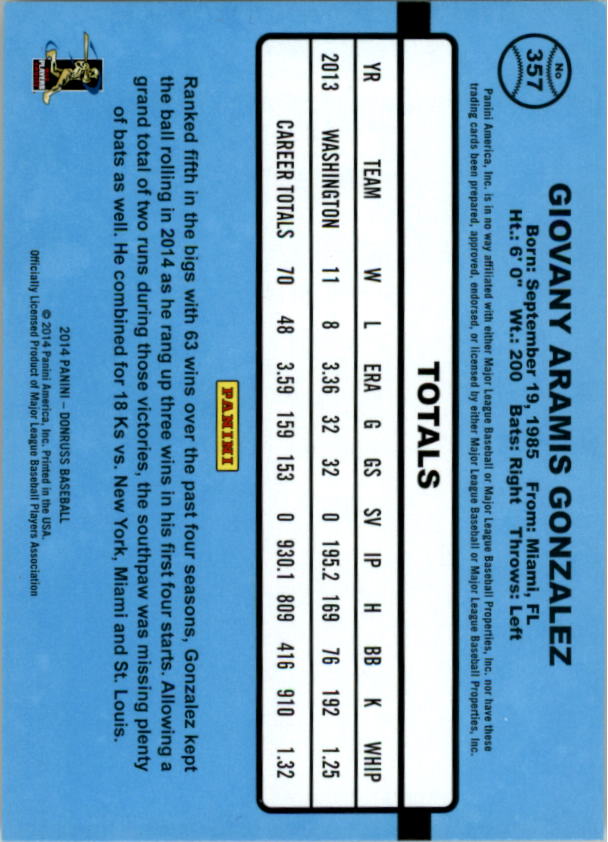 No
357
GIOVANY ARAMIS GONZALEZ
Born: September 19, 1985 From: Miami, FL
Ht.: 6' 0" Wt.: 200 Bats: Right Throws: Left
Panini America, Inc. is in no way affiliated with either Major League Baseball or Major League Baseball Properties, Inc. nor have these
trading cards been prepared, approved, endorsed, or licensed by either Major League Baseball or Major League Baseball Properties, Inc.
TOTALS
YR TEAM W L ERA G GS SV IP H BB K WHIP
2013 WASHINGTON 11 8 3.36 32 32 0 195.2 169 76 192 1.25
CAREER TOTALS 70 48 3.59 159 153 0 930.1 809 416 910 1.32
PANINI
Ranked fifth in the bigs with 63 wins over the past four seasons, Gonzalez kept
the ball rolling in 2014 as he rang up three wins in his first four starts. Allowing a
grand total of two runs during those victories, the southpaw was missing plenty
of bats as well. He combined for 18 Ks vs. New York, Miami and St. Louis.
2014 PANINI – DONRUSS BASEBALL
© 2014 Panini America, Inc. Printed in the USA.
Officially Licensed Product of Major League Baseball Players Association
PLAYERS